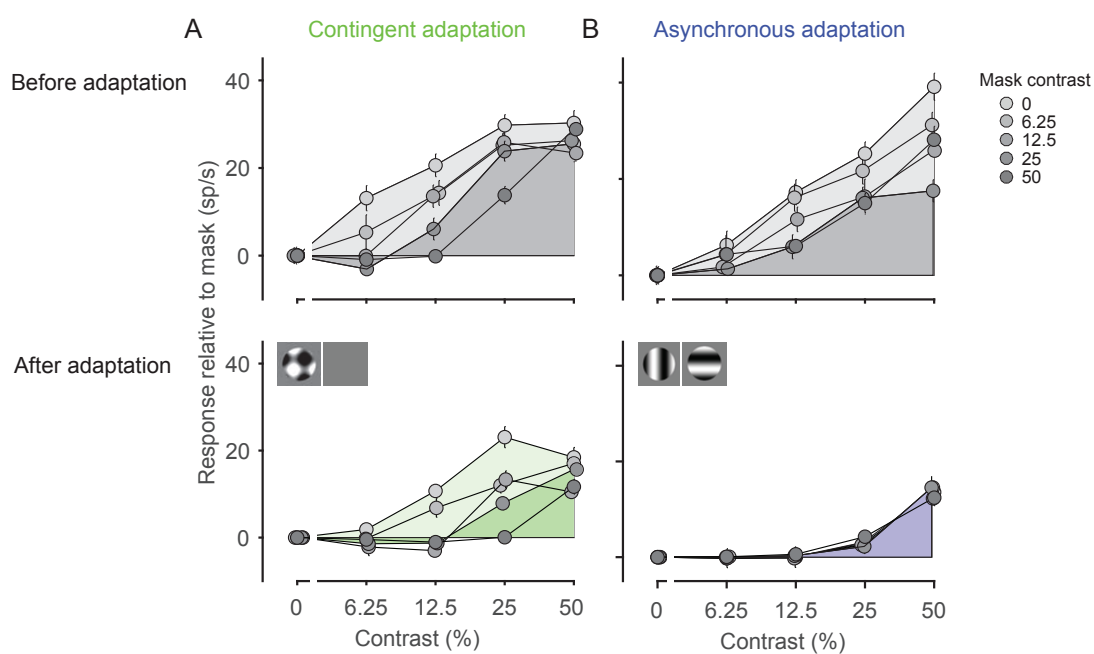 A
Contingent adaptation
B
Asynchronous adaptation
Before adaptation
Mask contrast
0
6.25
12.5
25
50
40
20
0
After adaptation
Response relative to mask (sp/s)
40
20
0
0 6.25 12.5 25 50
Contrast (%)
0 6.25 12.5 25 50
Contrast (%)